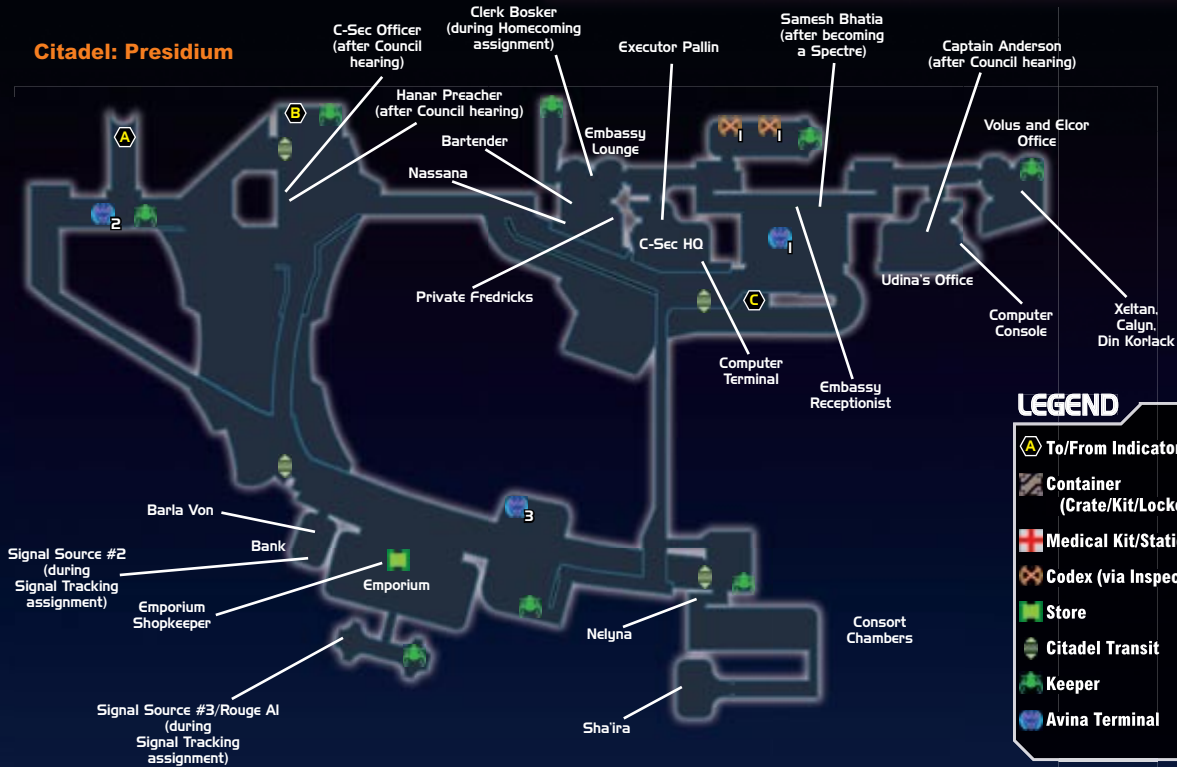 Citadel: Presidium
C-Sec Officer
(after Council
hearing)
Clerk Bosker
(during Homecoming
assignment)
Executor Pallin
Samesh Bhatia
(after becoming
a Spectre)
Captain Anderson
(after Council hearing)
Hanar Preacher
(after Council hearing)
Bartender
Nassana
Embassy
Lounge
Volus and Elcor
Office
A
B
1
1
2
C-Sec HQ
1
Udina's Office
Private Fredricks
C
Computer
Console
Xeltan,
Calyn,
Din Korlack
Computer
Terminal
Embassy
Receptionist
Barla Von
Bank
3
Signal Source #2
(during
Signal Tracking
assignment)
Emporium
Emporium
Shopkeeper
Nelyna
Consort
Chambers
Signal Source #3/Rouge AI
(during
Signal Tracking
assignment)
Sha'ira
LEGEND
A To/From Indicator
Container
(Crate/Kit/Locke
Medical Kit/Static
Codex (via Inspec
Store
Citadel Transit
Keeper
Avina Terminal